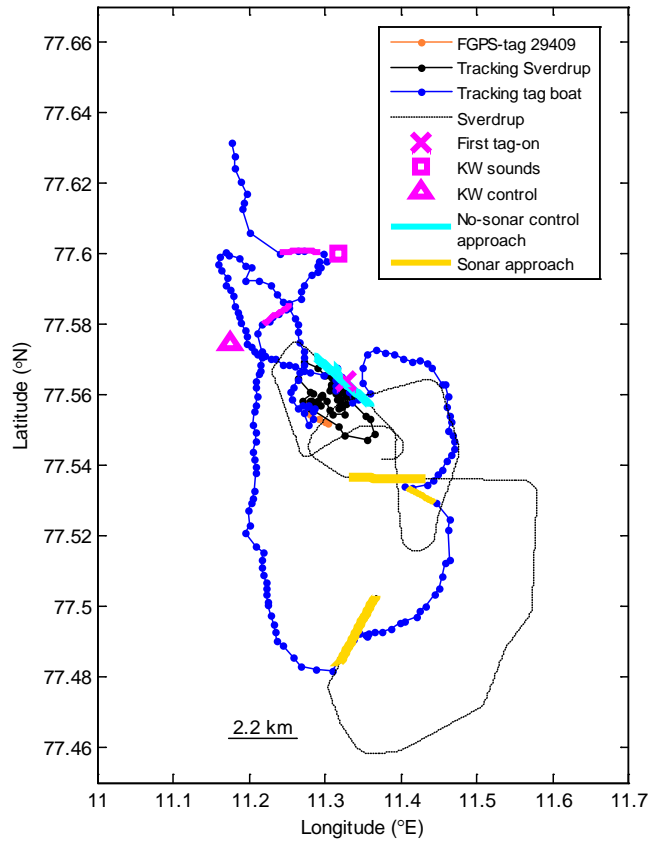 77.66
77.64
77.62
77.6
77.58
77.56
77.54
77.52
77.5
77.48
77.46
Latitude (°N)
FGPS-tag 29409
Tracking Sverdrup
Tracking tag boat
Sverdrup
First tag-on
KW sounds
KW control
No-sonar control
approach
Sonar approach
2.2 km
11
11.1
11.2
11.3
11.4
11.5
11.6
11.7
Longitude (°E)